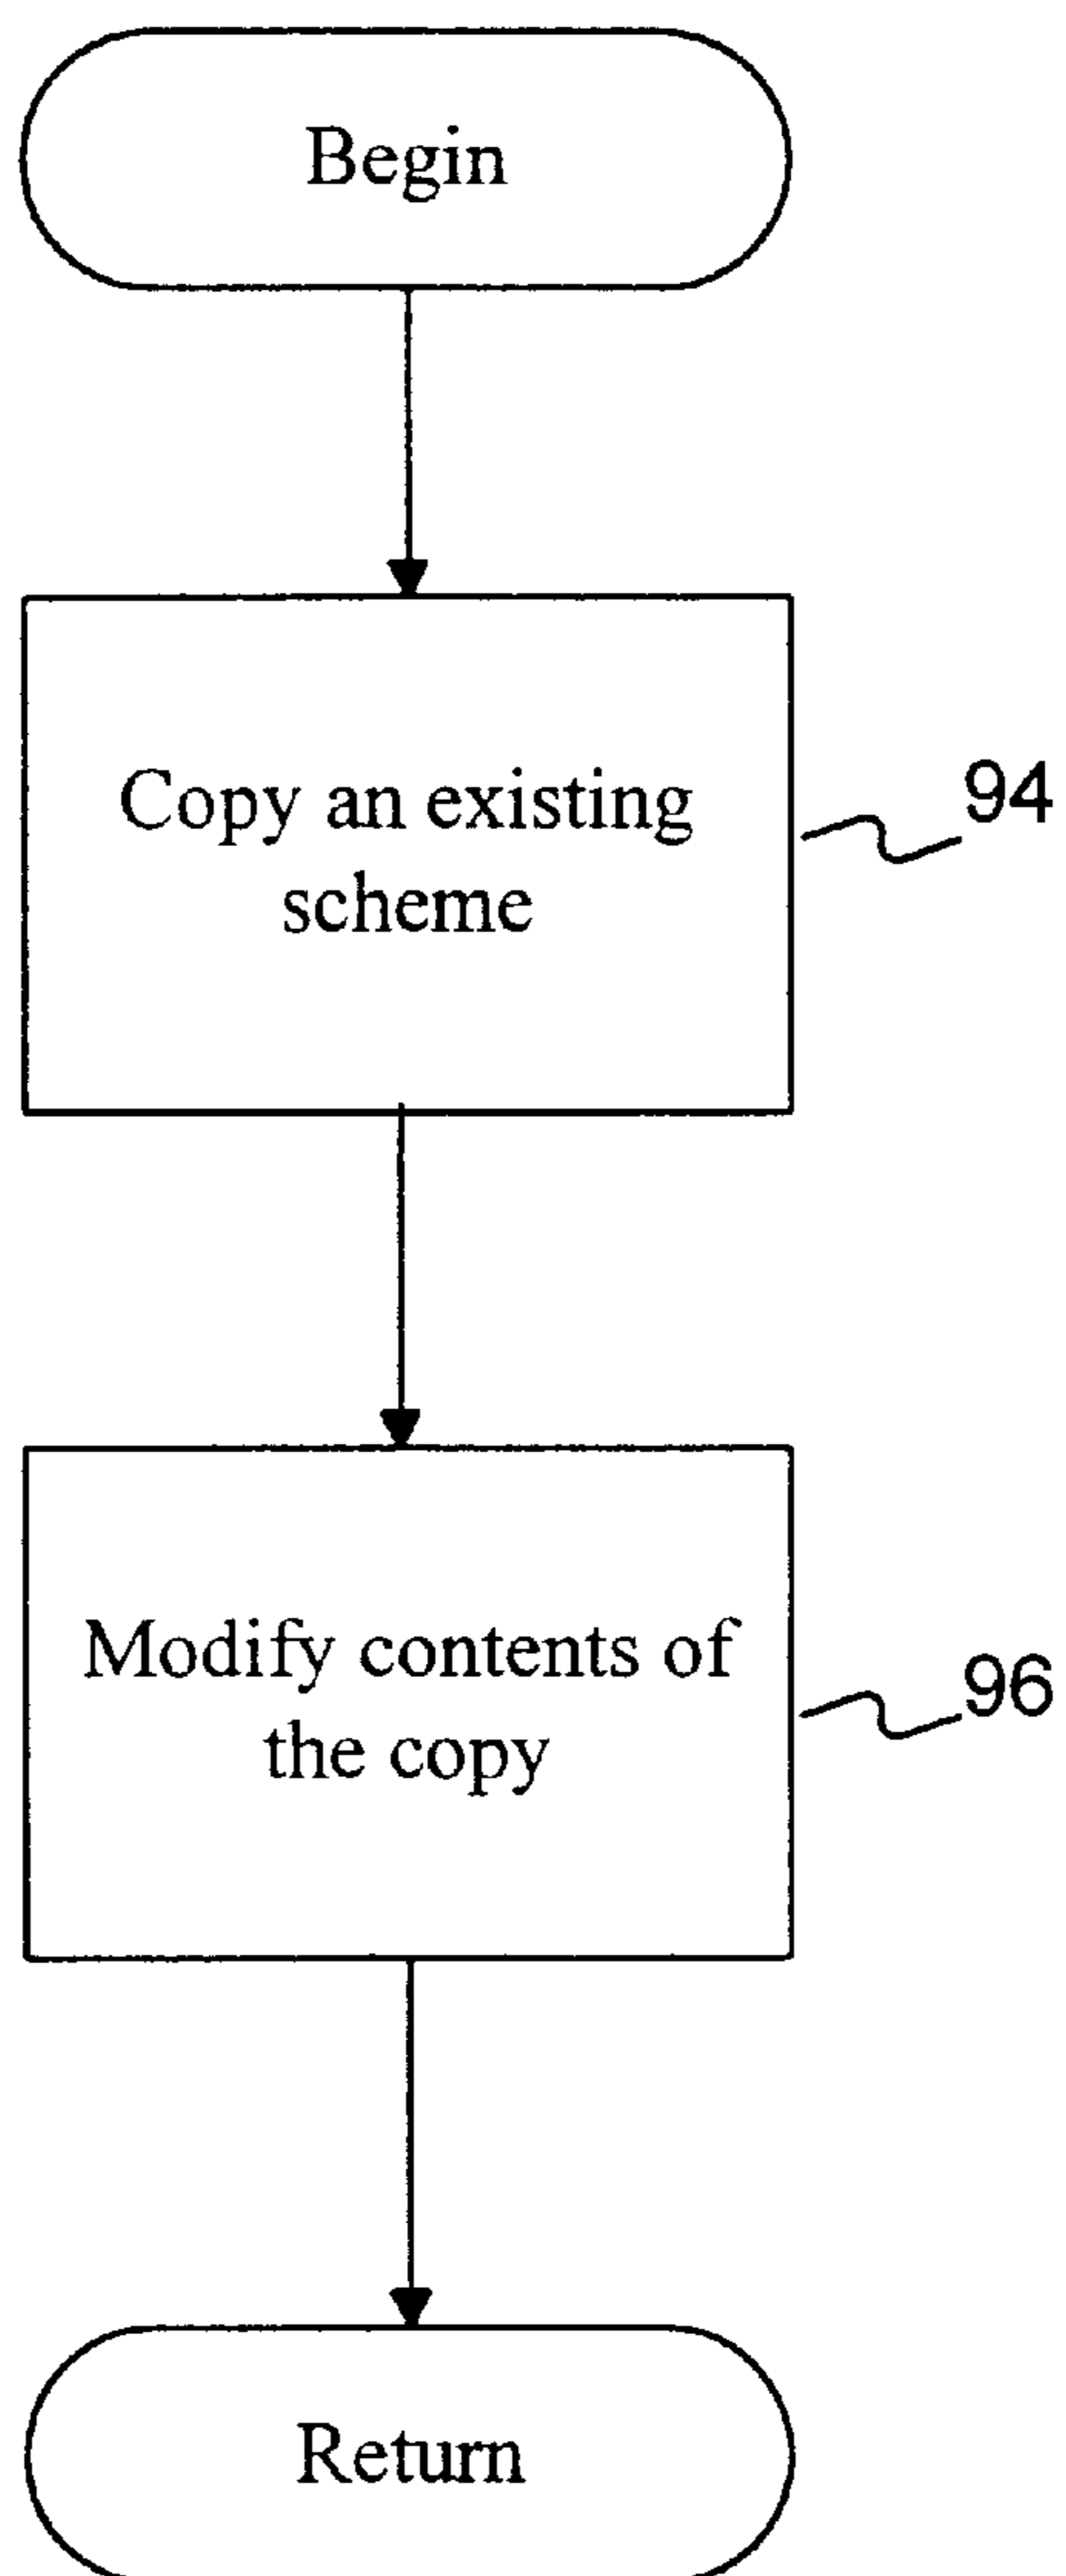 Begin
Copy an existing
scheme
94
Modify contents of
the copy
96
Return